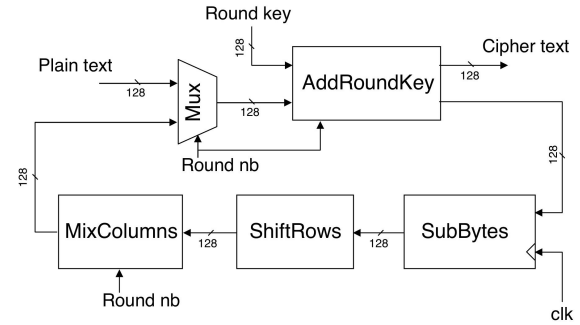 Round key
128
Plain text
128
Mux
128
AddRoundKey
128
Cipher text
Round nb
128
128
MixColumns
128
ShiftRows
128
SubBytes
Round nb
clk